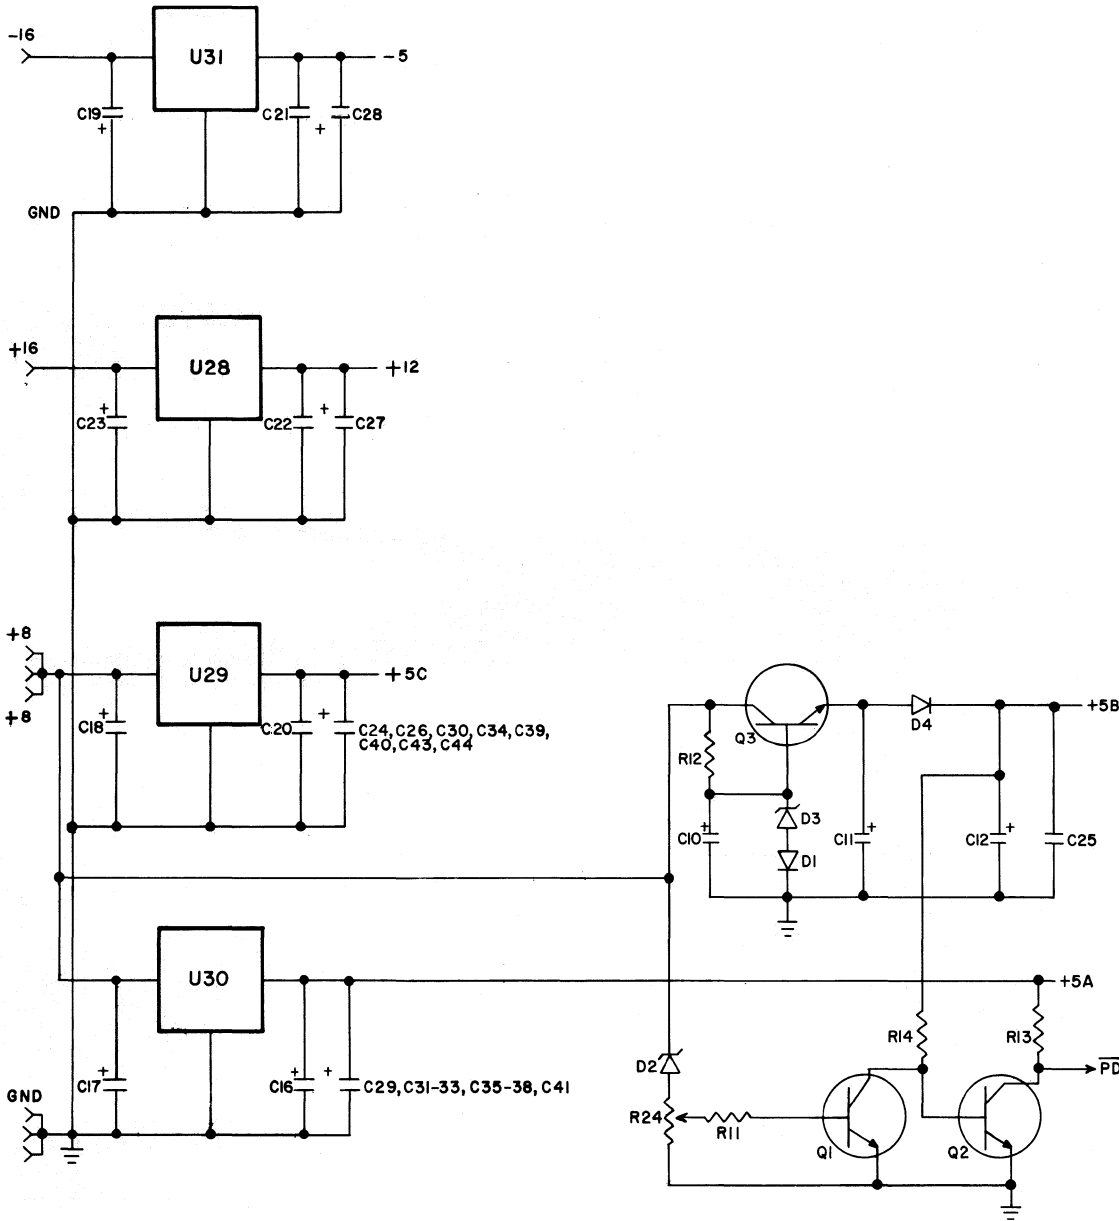 -16
U31
-5
C19
+
C21
+
C28
GND
+16
U28
+12
+
C23
C22
+
C27
+8
U29
+5C
+8
+
C18
C20
+
C24, C26, C30, C34, C39,
C40, C43, C44
Q3
D4
+5B
R12
+
C10
D3
D1
C11
+
C12
+
C25
U30
+5A
+
C17
C16
+
+
C29, C31-33, C35-38, C41
GND
D2
R24
R11
Q1
R14
R13
Q2
PD